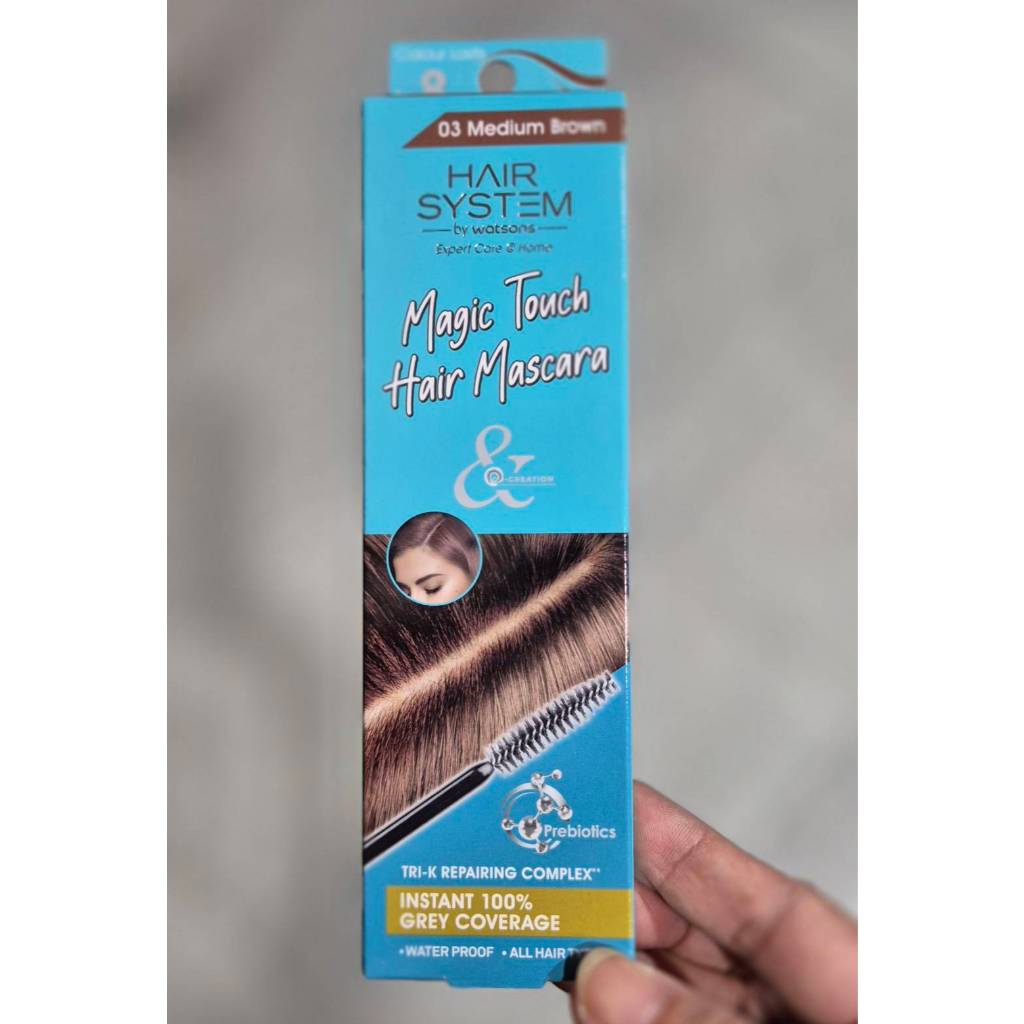 Colour Lasts
03 Medium Brown
HAIR
SYSTEM
by watsons
Expert Care @ Home
Magic Touch
Hair Mascara
&
-CREATION
Prebiotics
TRI-K REPAIRING COMPLEX**
INSTANT 100%
GREY COVERAGE
• WATER PROOF • ALL HAIR